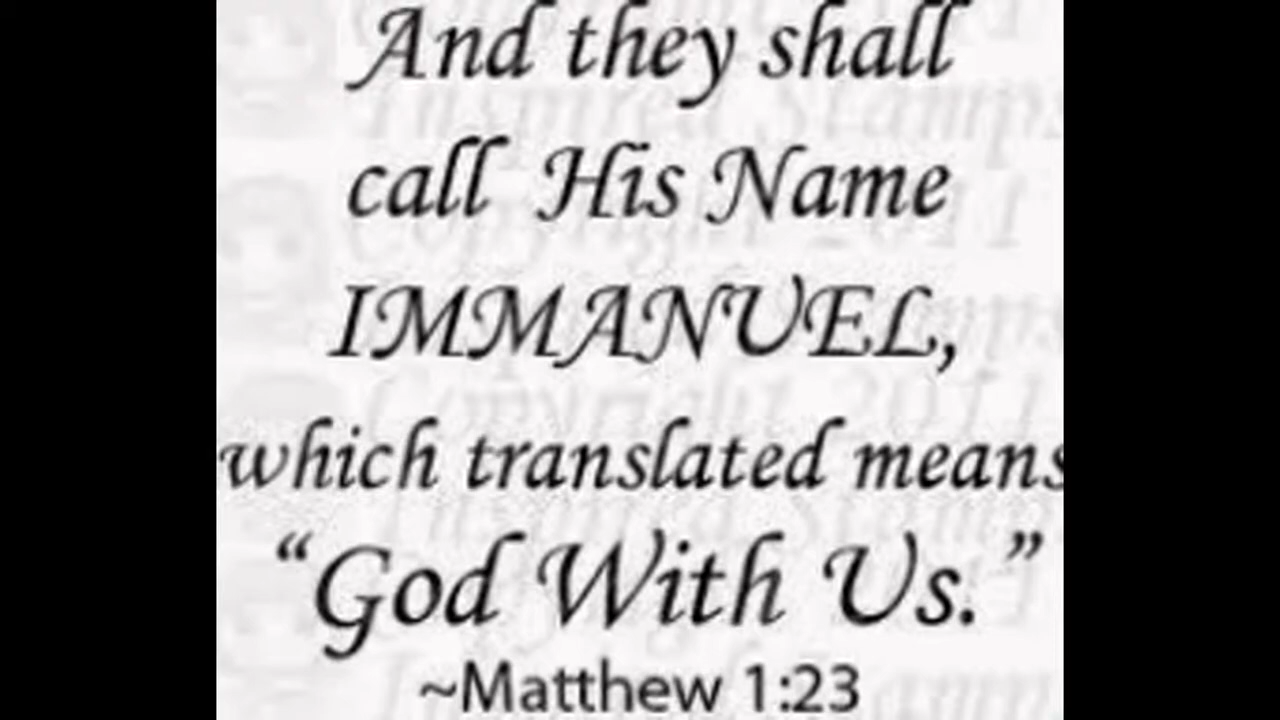 And they shall
call His Name
IMMANUEL,
which translated means
“God With Us.”
~Matthew 1:23